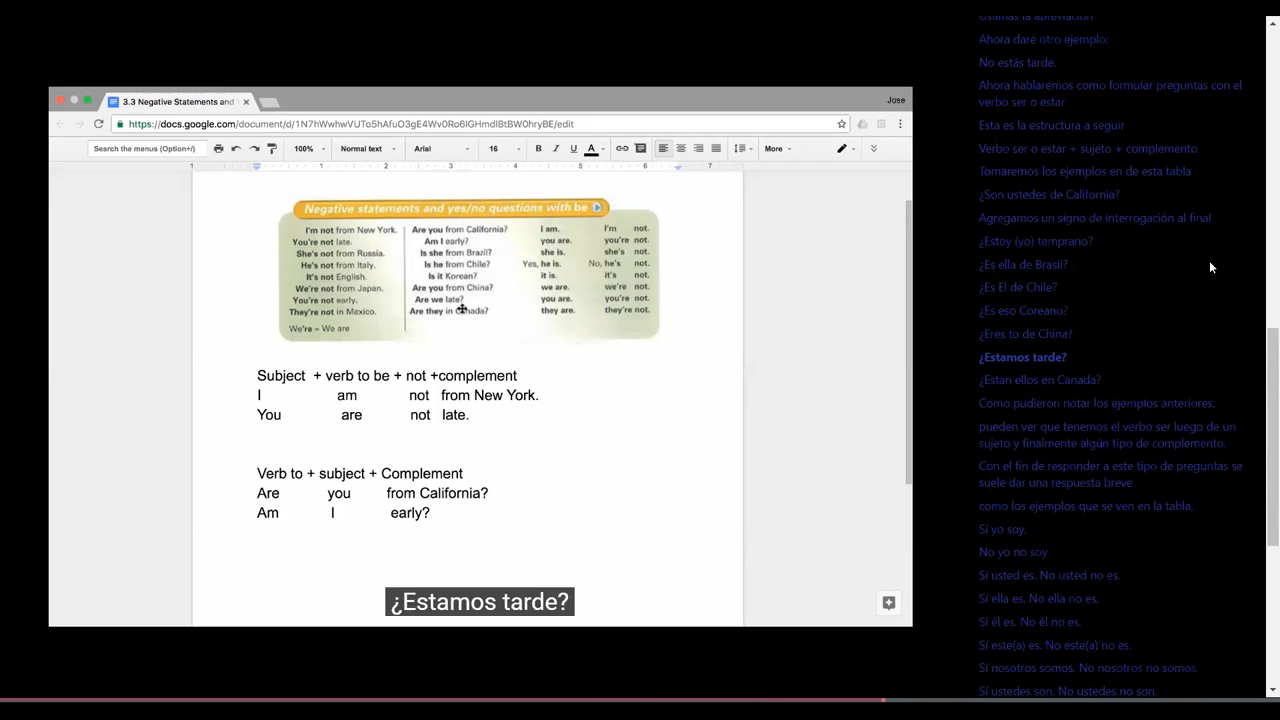 3.3 Negative Statements and
Jose
https://docs.google.com/document/d/1N7HwwhwVUTo5hAfuO3gE4Wv0Ro6IGHmdlBtBW0hryBE/edit
Search the menus (Option+/)
100%
Normal text
Arial
16
B I U A
More
1 1 2 3 4 5 6 7
Negative statements and yes/no questions with be
I'm not from New York. Are you from California? I am. I'm not.
You're not late. Am I early? you are. you're not.
She's not from Russia. Is she from Brazil? she is. she's not.
He's not from Italy. Is he from Chile? Yes, he is. No, he's not.
It's not English. Is it Korean? it is. it's not.
We're not from Japan. Are you from China? we are. we're not.
You're not early. Are we late? you are. you're not.
They're not in Mexico. Are they in Canada? they are. they're not.
We're = We are
Subject + verb to be + not +complement
I am not from New York.
You are not late.
Verb to + subject + Complement
Are you from California?
Am I early?
¿Estamos tarde?
Usamas la abreviación
Ahora daré otro ejemplo:
No estás tarde.
Ahora hablaremos como formular preguntas con el
verbo ser o estar
Esta es la estructura a seguir
Verbo ser o estar + sujeto + complemento.
Tomaremos los ejemplos en de esta tabla
¿Son ustedes de California?
Agregamos un signo de interrogación al final
¿Estoy (yo) temprano?
¿Es ella de Brasil?
¿Es El de Chile?
¿Es eso Coreano?
¿Eres tu de China?
¿Estamos tarde?
¿Estan ellos en Canada?
Como pudieron notar los ejemplos anteriores.
pueden ver que tenemos el verbo ser luego de un
sujeto y finalmente algún tipo de complemento.
Con el fin de responder a este tipo de preguntas se
suele dar una respuesta breve
como los ejemplos que se ven en la tabla.
Sí yo soy.
No yo no soy
Sí usted es. No usted no es.
Sí ella es. No ella no es.
Si él es. No él no es.
Sí este(a) es. No este(a) no es.
Sí nosotros somos. No nosotros no somos.
Sí ustedes son. No ustedes no son.